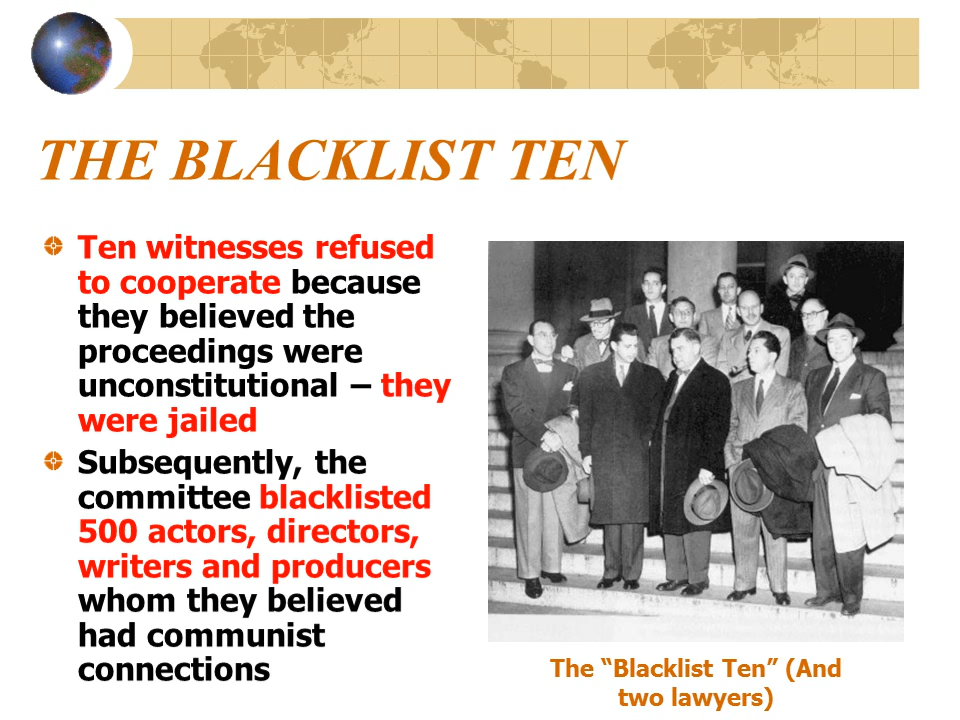 THE BLACKLIST TEN
Ten witnesses refused
to cooperate because
they believed the
proceedings were
unconstitutional – they
were jailed
Subsequently, the
committee blacklisted
500 actors, directors,
writers and producers
whom they believed
had communist
connections
The “Blacklist Ten” (And
two lawyers)